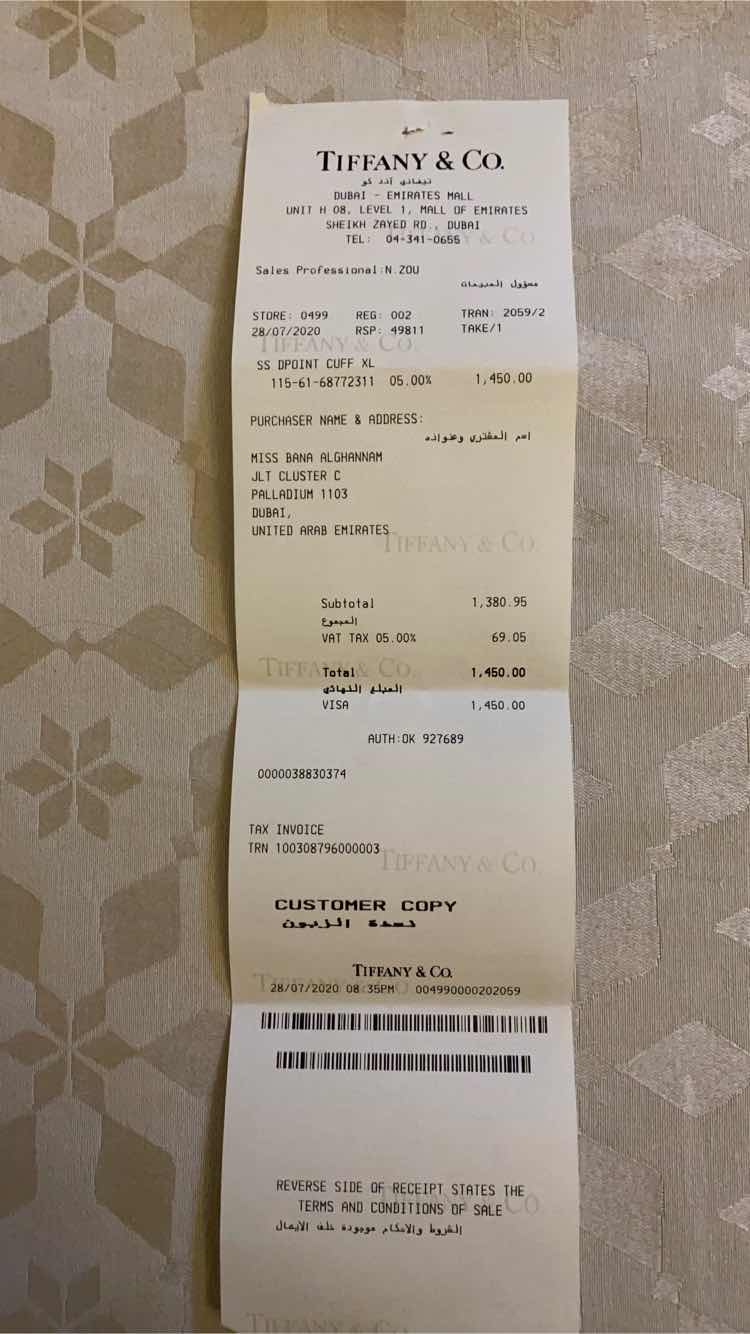 TIFFANY & CO.
تيفاني أند كو
DUBAI - EMIRATES MALL
UNIT H 08, LEVEL 1, MALL OF EMIRATES
SHEIKH ZAYED RD., DUBAI
TEL: 04-341-0655
Sales Professional:N.ZOU
مسؤول المبيعات
STORE: 0499 REG: 002 TRAN: 2059/2
28/07/2020 RSP: 49811 TAKE/1
SS DPOINT CUFF XL
115-61-68772311 05.00% 1,450.00
PURCHASER NAME & ADDRESS:
اسم المشتري وعنوانه
MISS BANA ALGHANNAM
JLT CLUSTER C
PALLADIUM 1103
DUBAI,
UNITED ARAB EMIRATES
Subtotal 1,380.95
المجموع
VAT TAX 05.00% 69.05
Total 1,450.00
المبلغ النهائي
VISA 1,450.00
AUTH:OK 927689
0000038830374
TAX INVOICE
TRN 100308796000003
CUSTOMER COPY
نسخة الزبون
TIFFANY & CO.
28/07/2020 08 35PM 004990000202059
REVERSE SIDE OF RECEIPT STATES THE
TERMS AND CONDITIONS OF SALE
الشروط والاحكام موجودة خلف الايصال